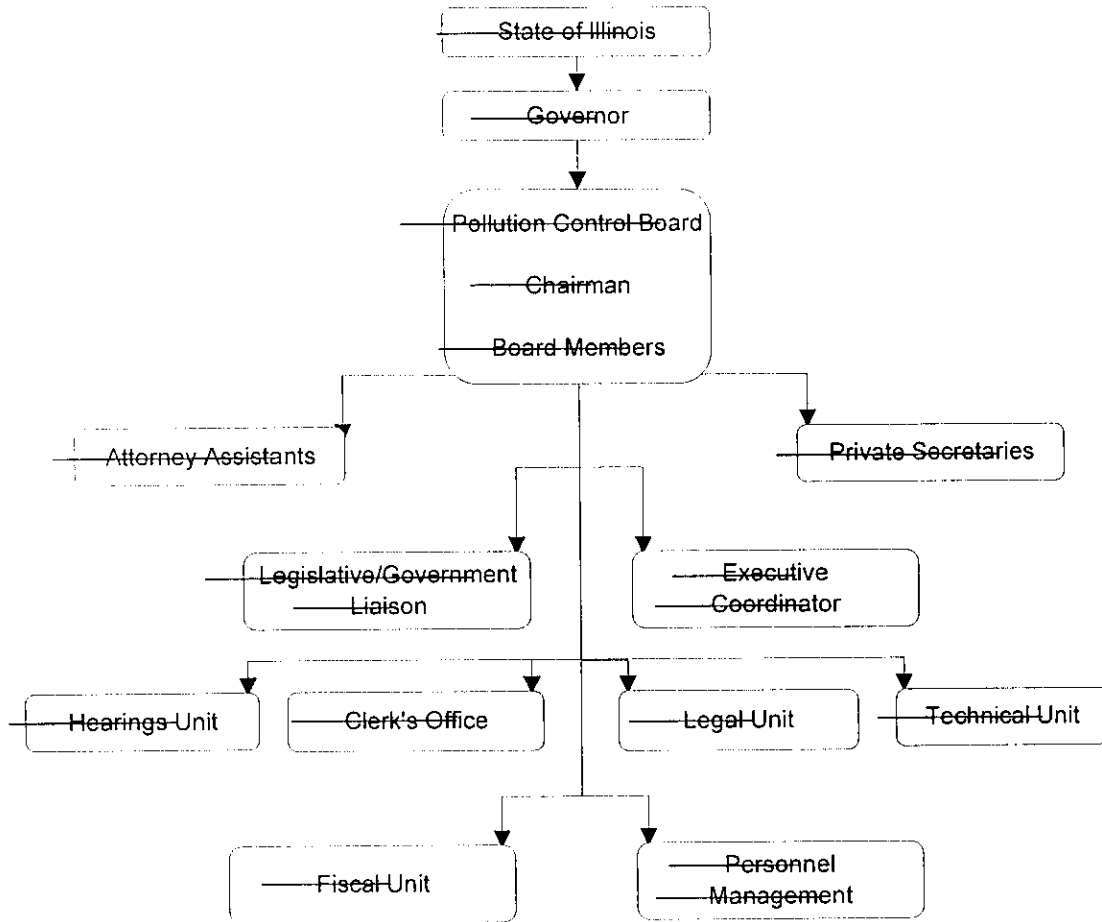 State of Illinois
Governor
Pollution Control Board
Chairman
Board Members
Attorney Assistants
Private Secretaries
Legislative/Government
Liaison
Executive
Coordinator
Hearings Unit
Clerk's Office
Legal Unit
Technical Unit
Fiscal Unit
Personnel
Management